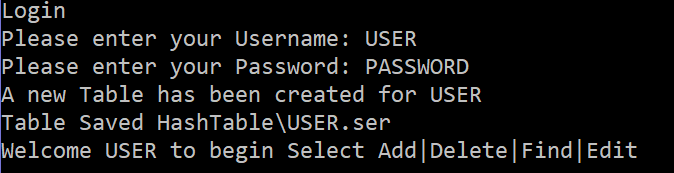 Login
Please enter your Username: USER
Please enter your Password: PASSWORD
A new Table has been created for USER
Table Saved HashTable\USER.ser
Welcome USER to begin Select Add|Delete|Find|Edit